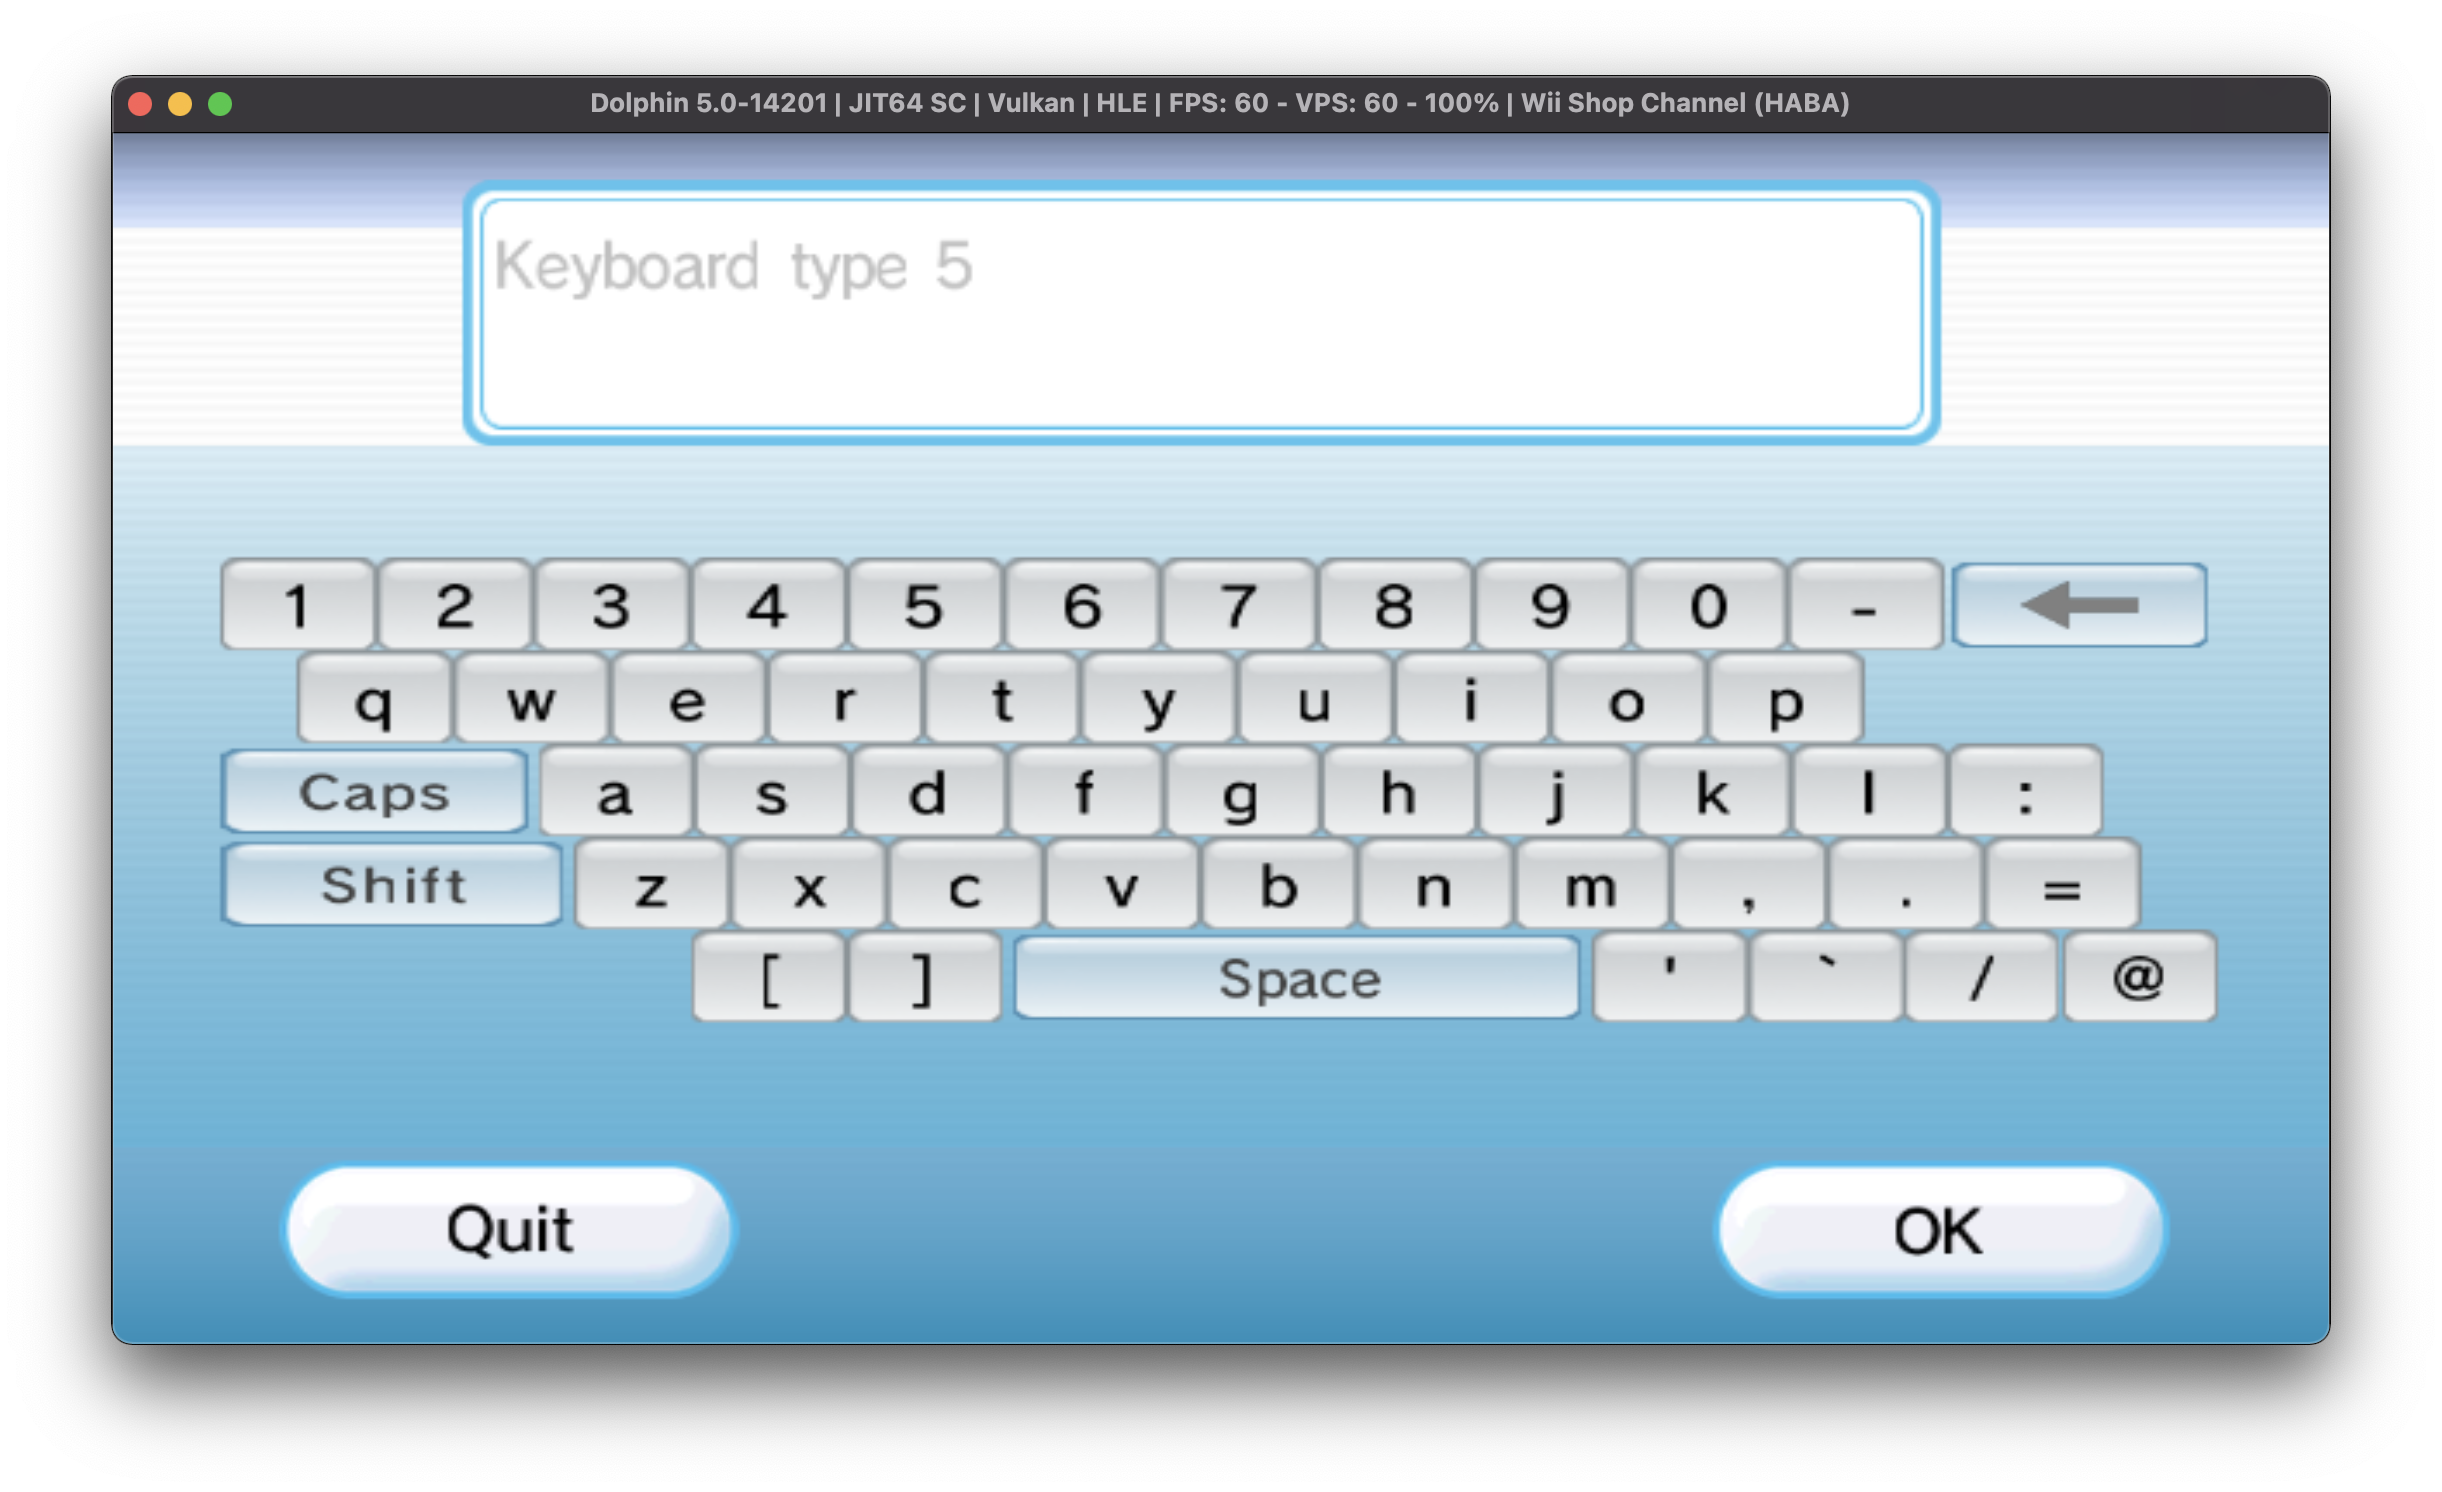 Dolphin 5.0-14201 | JIT64 SC | Vulkan | HLE | FPS: 60 - VPS: 60 - 100% | Wii Shop Channel (HABA)
Keyboard type 5
1 2 3 4 5 6 7 8 9 0 -
q w e r t y u i o p
Caps a s d f g h j k l :
Shift z x c v b n m , . =
[ ] Space ' ` / @
Quit OK